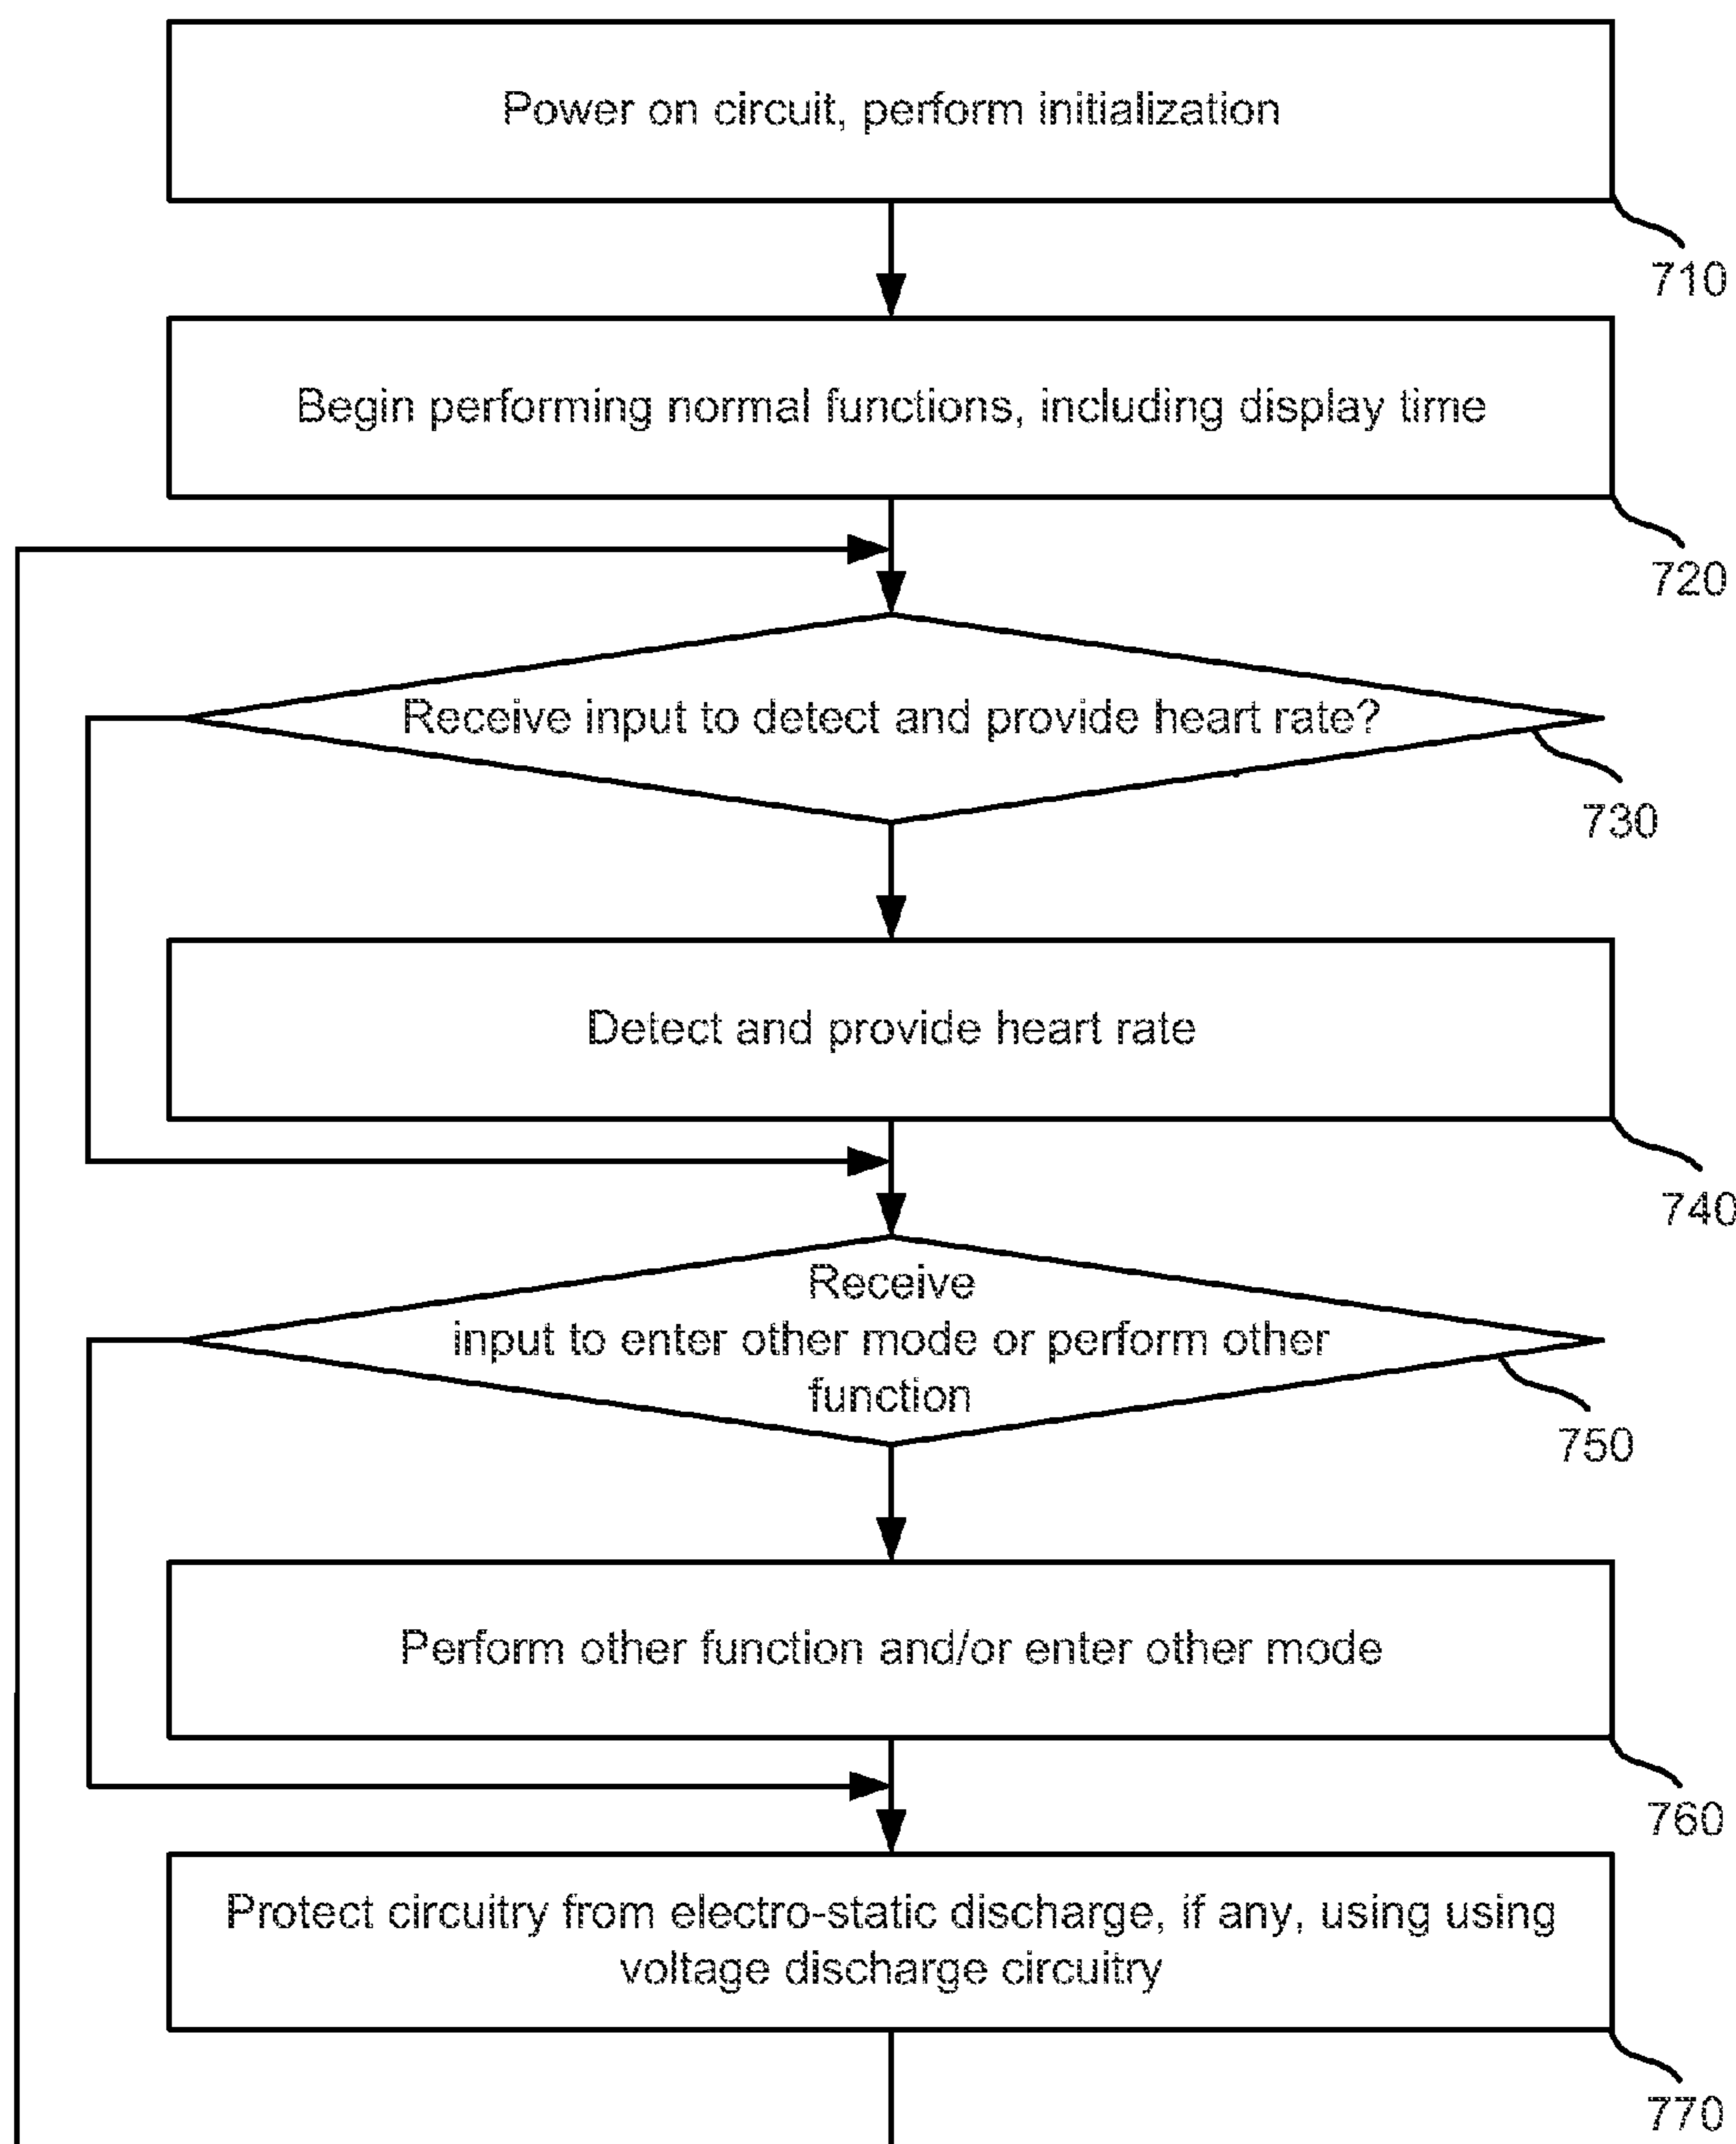 Power on circuit, perform initialization
710
Begin performing normal functions, including display time
720
Receive input to detect and provide heart rate?
730
Detect and provide heart rate
740
Receive
input to enter other mode or perform other
function
750
Perform other function and/or enter other mode
760
Protect circuitry from electro-static discharge, if any, using using
voltage discharge circuitry
770